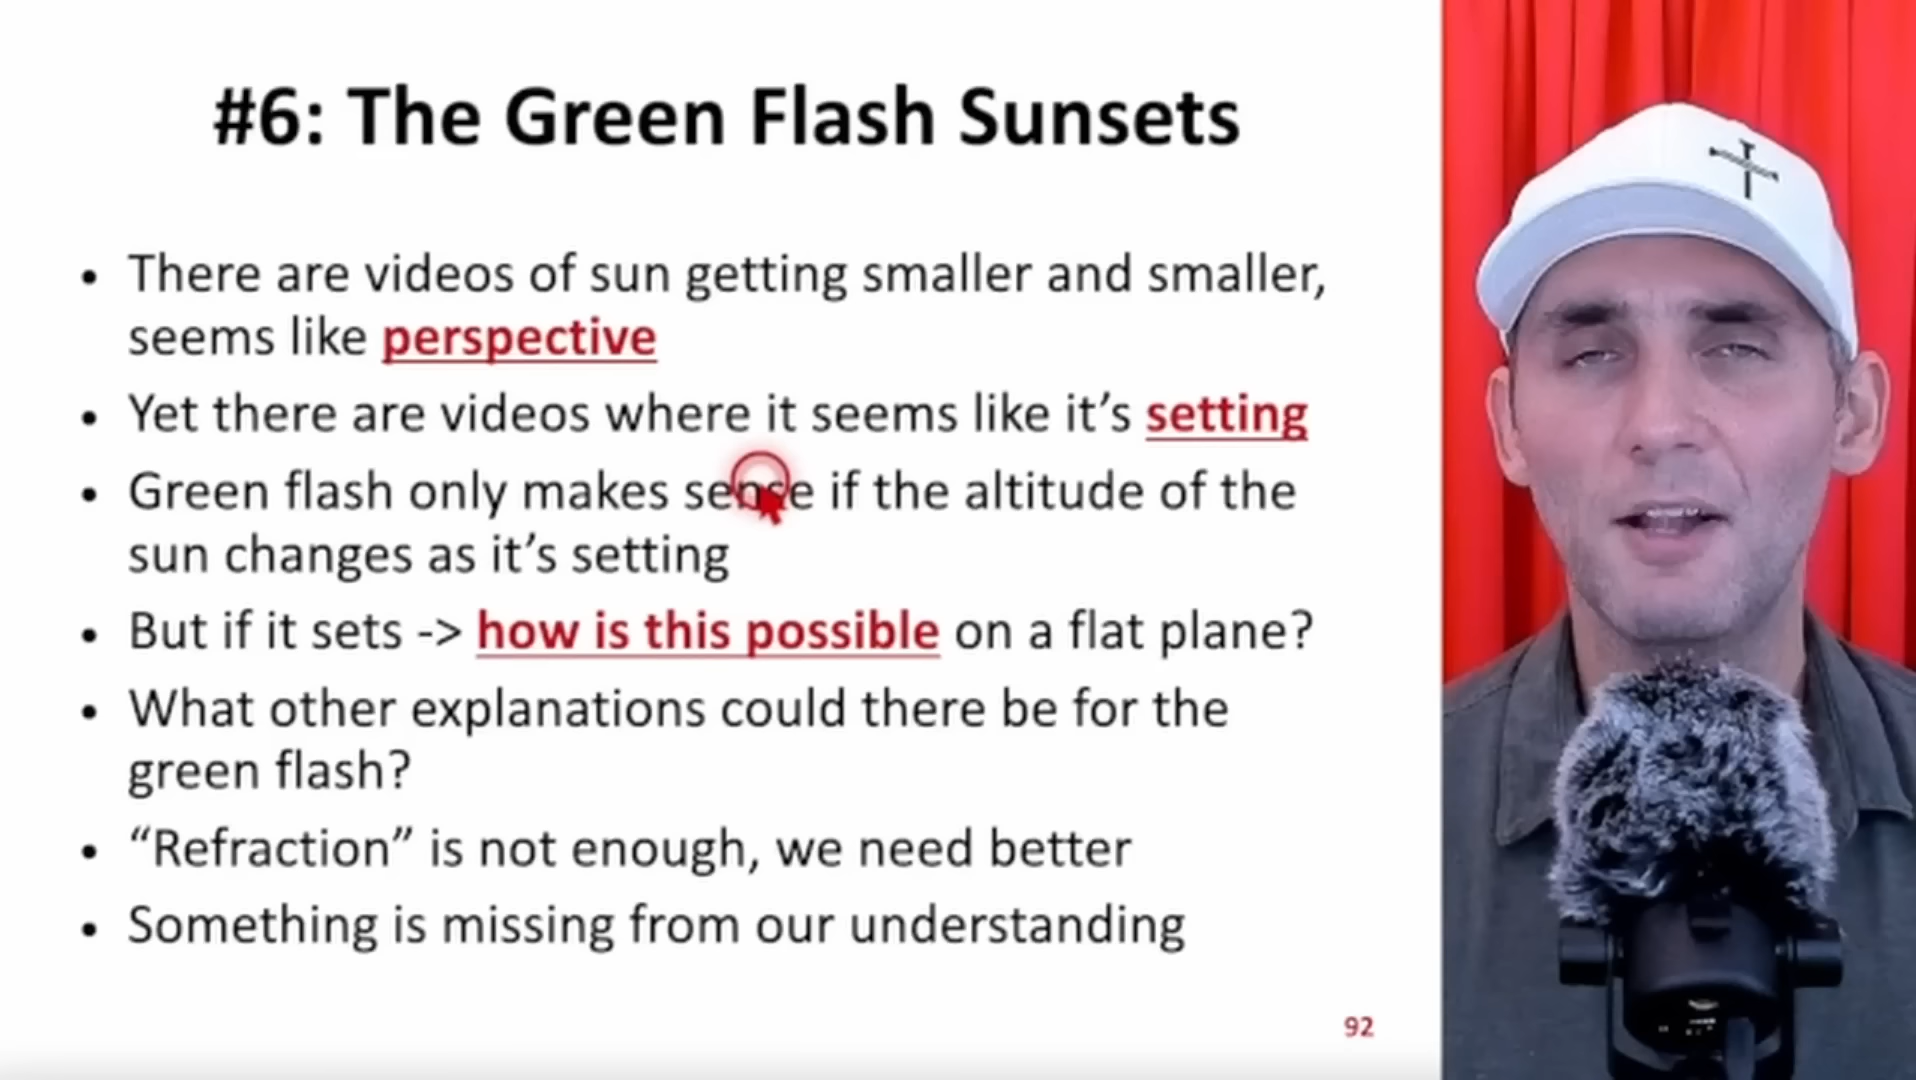 #6: The Green Flash Sunsets
• There are videos of sun getting smaller and smaller,
seems like perspective
• Yet there are videos where it seems like it’s setting
• Green flash only makes sense if the altitude of the
sun changes as it’s setting
• But if it sets -> how is this possible on a flat plane?
• What other explanations could there be for the
green flash?
• “Refraction” is not enough, we need better
• Something is missing from our understanding
92